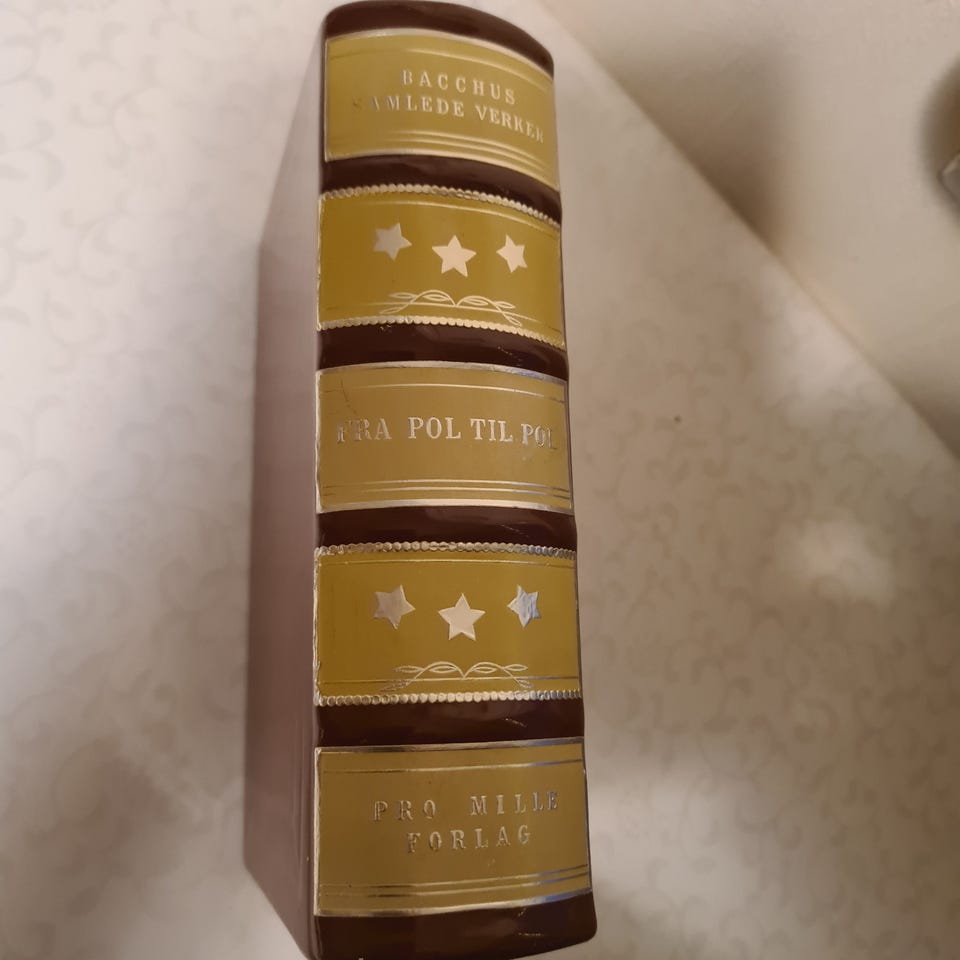 BACCHUS
SAMLEDE VERKER
FRA POL TIL POL
PRO MILLE
FORLAG